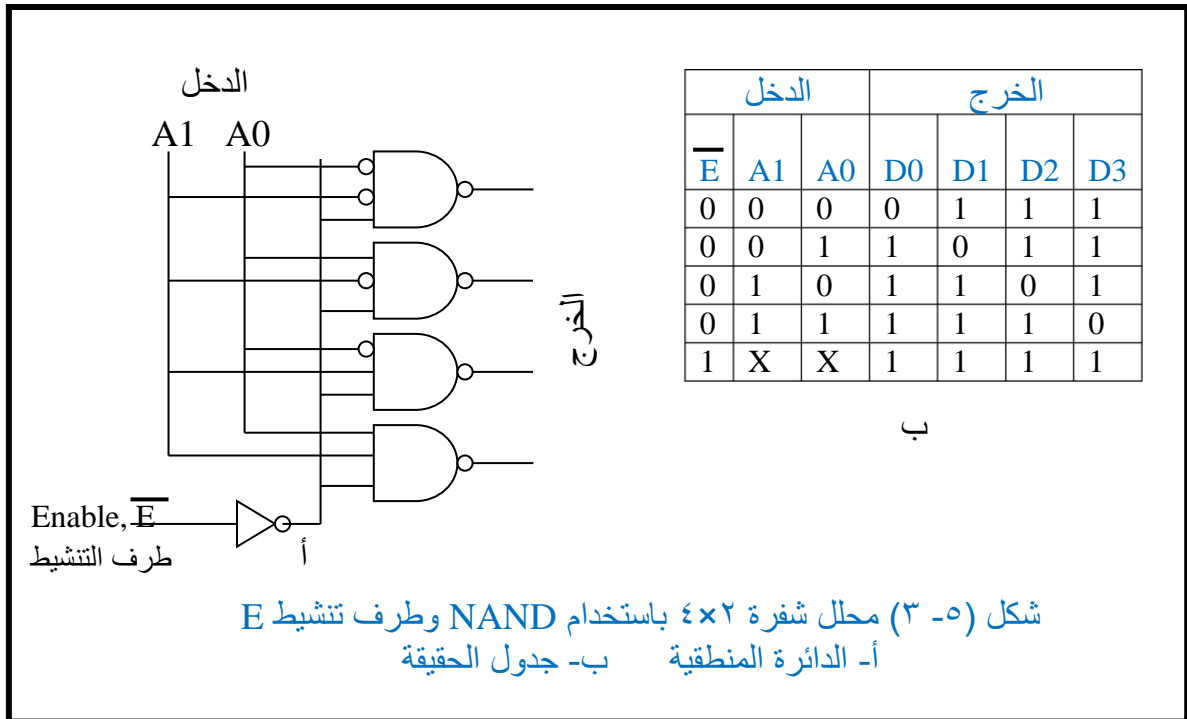 الدخل
A1 A0
الخرج
Enable, E̅
طرف التنشيط
أ
الدخل الخرج
E̅ A1 A0 D0 D1 D2 D3
0 0 0 0 1 1 1
0 0 1 1 0 1 1
0 1 0 1 1 0 1
0 1 1 1 1 1 0
1 X X 1 1 1 1
ب
شكل (٥- ٣) محلل شفرة ٢×٤ باستخدام NAND وطرف تنشيط E
أ- الدائرة المنطقية ب- جدول الحقيقة